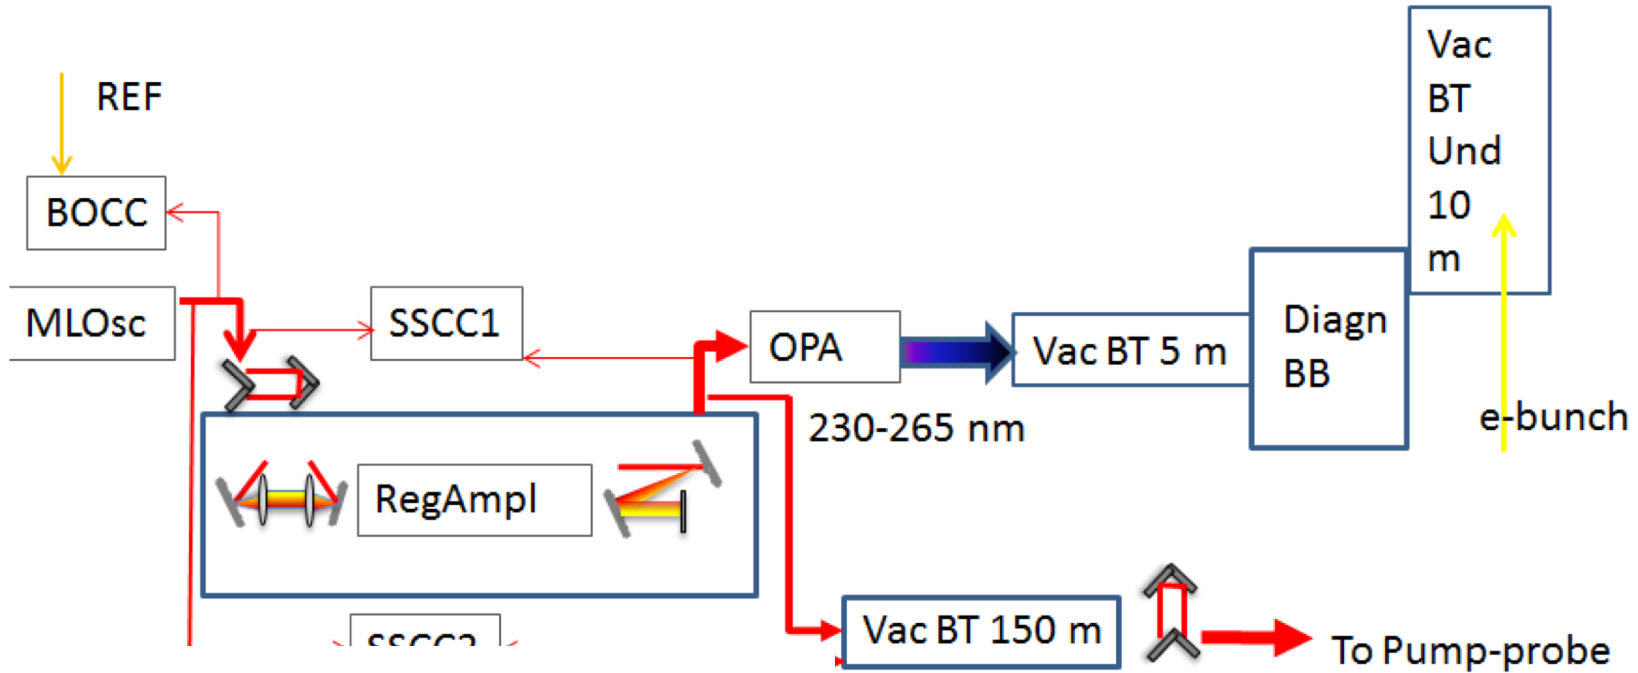 Vac
BT
Und
10
m
REF
BOCC
MLOsc
SSCC1
OPA
Vac BT 5 m
Diagn
BB
230-265 nm
e-bunch
RegAmpl
Vac BT 150 m
To Pump-probe